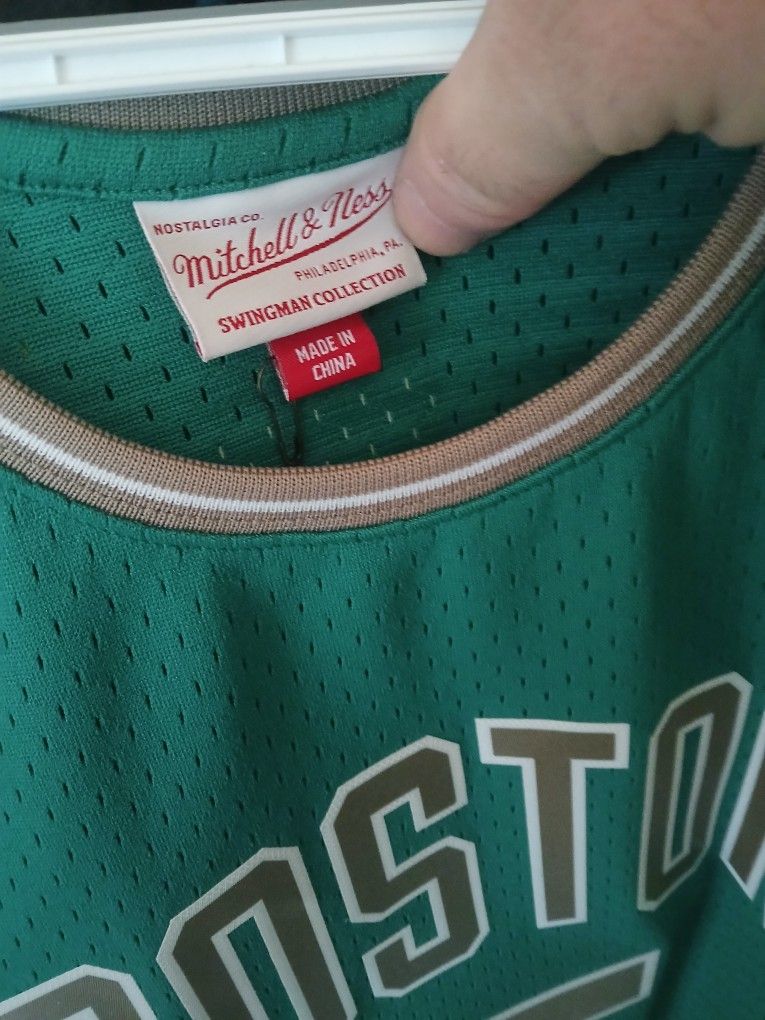 NOSTALGIA CO.
Mitchell & Ness
PHILADELPHIA, PA.
SWINGMAN COLLECTION
MADE IN
CHINA
BOSTON